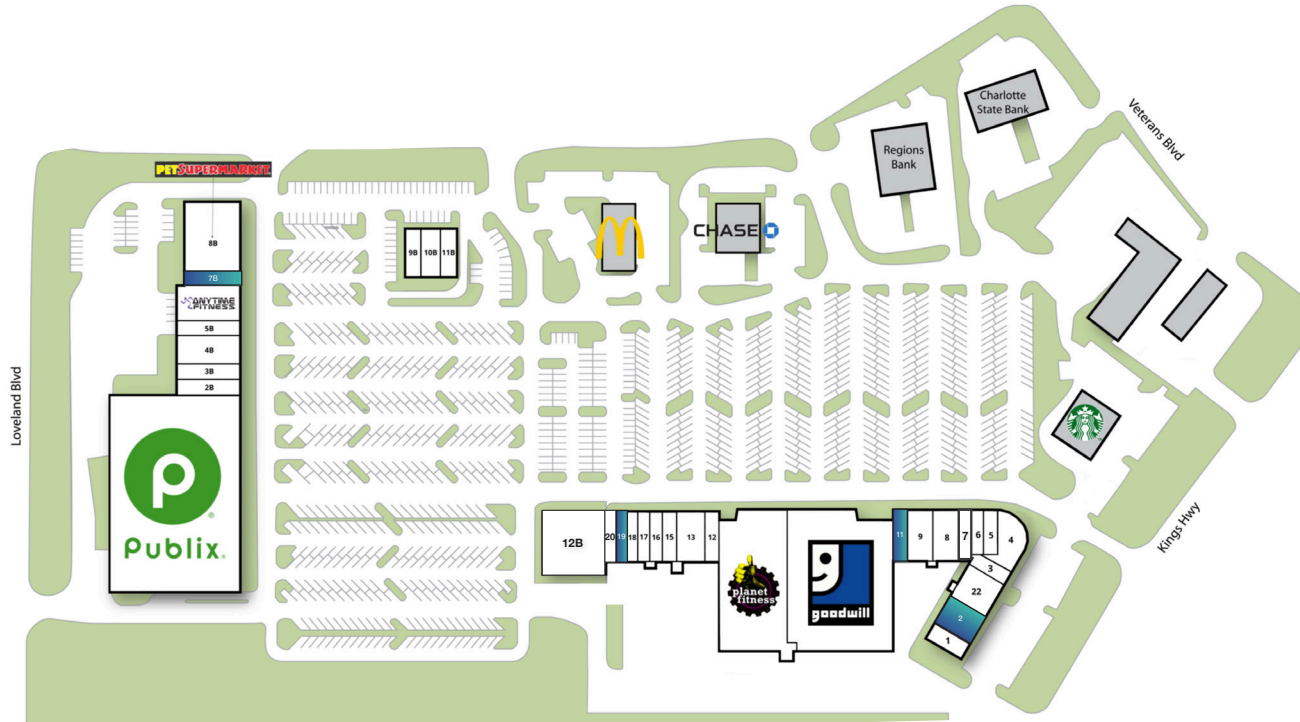 Charlotte
State Bank
Veterans Blvd
Regions
Bank
PETSUPERMARKET
8B
9B
10B
11B
CHASE
7B
ANYTIME
FITNESS
5B
4B
3B
2B
Loveland Blvd
Publix.
Kings Hwy
12B
20
19
18
17
16
15
13
12
11
9
8
7
6
5
4
3
22
2
1
planet
fitness
goodwill